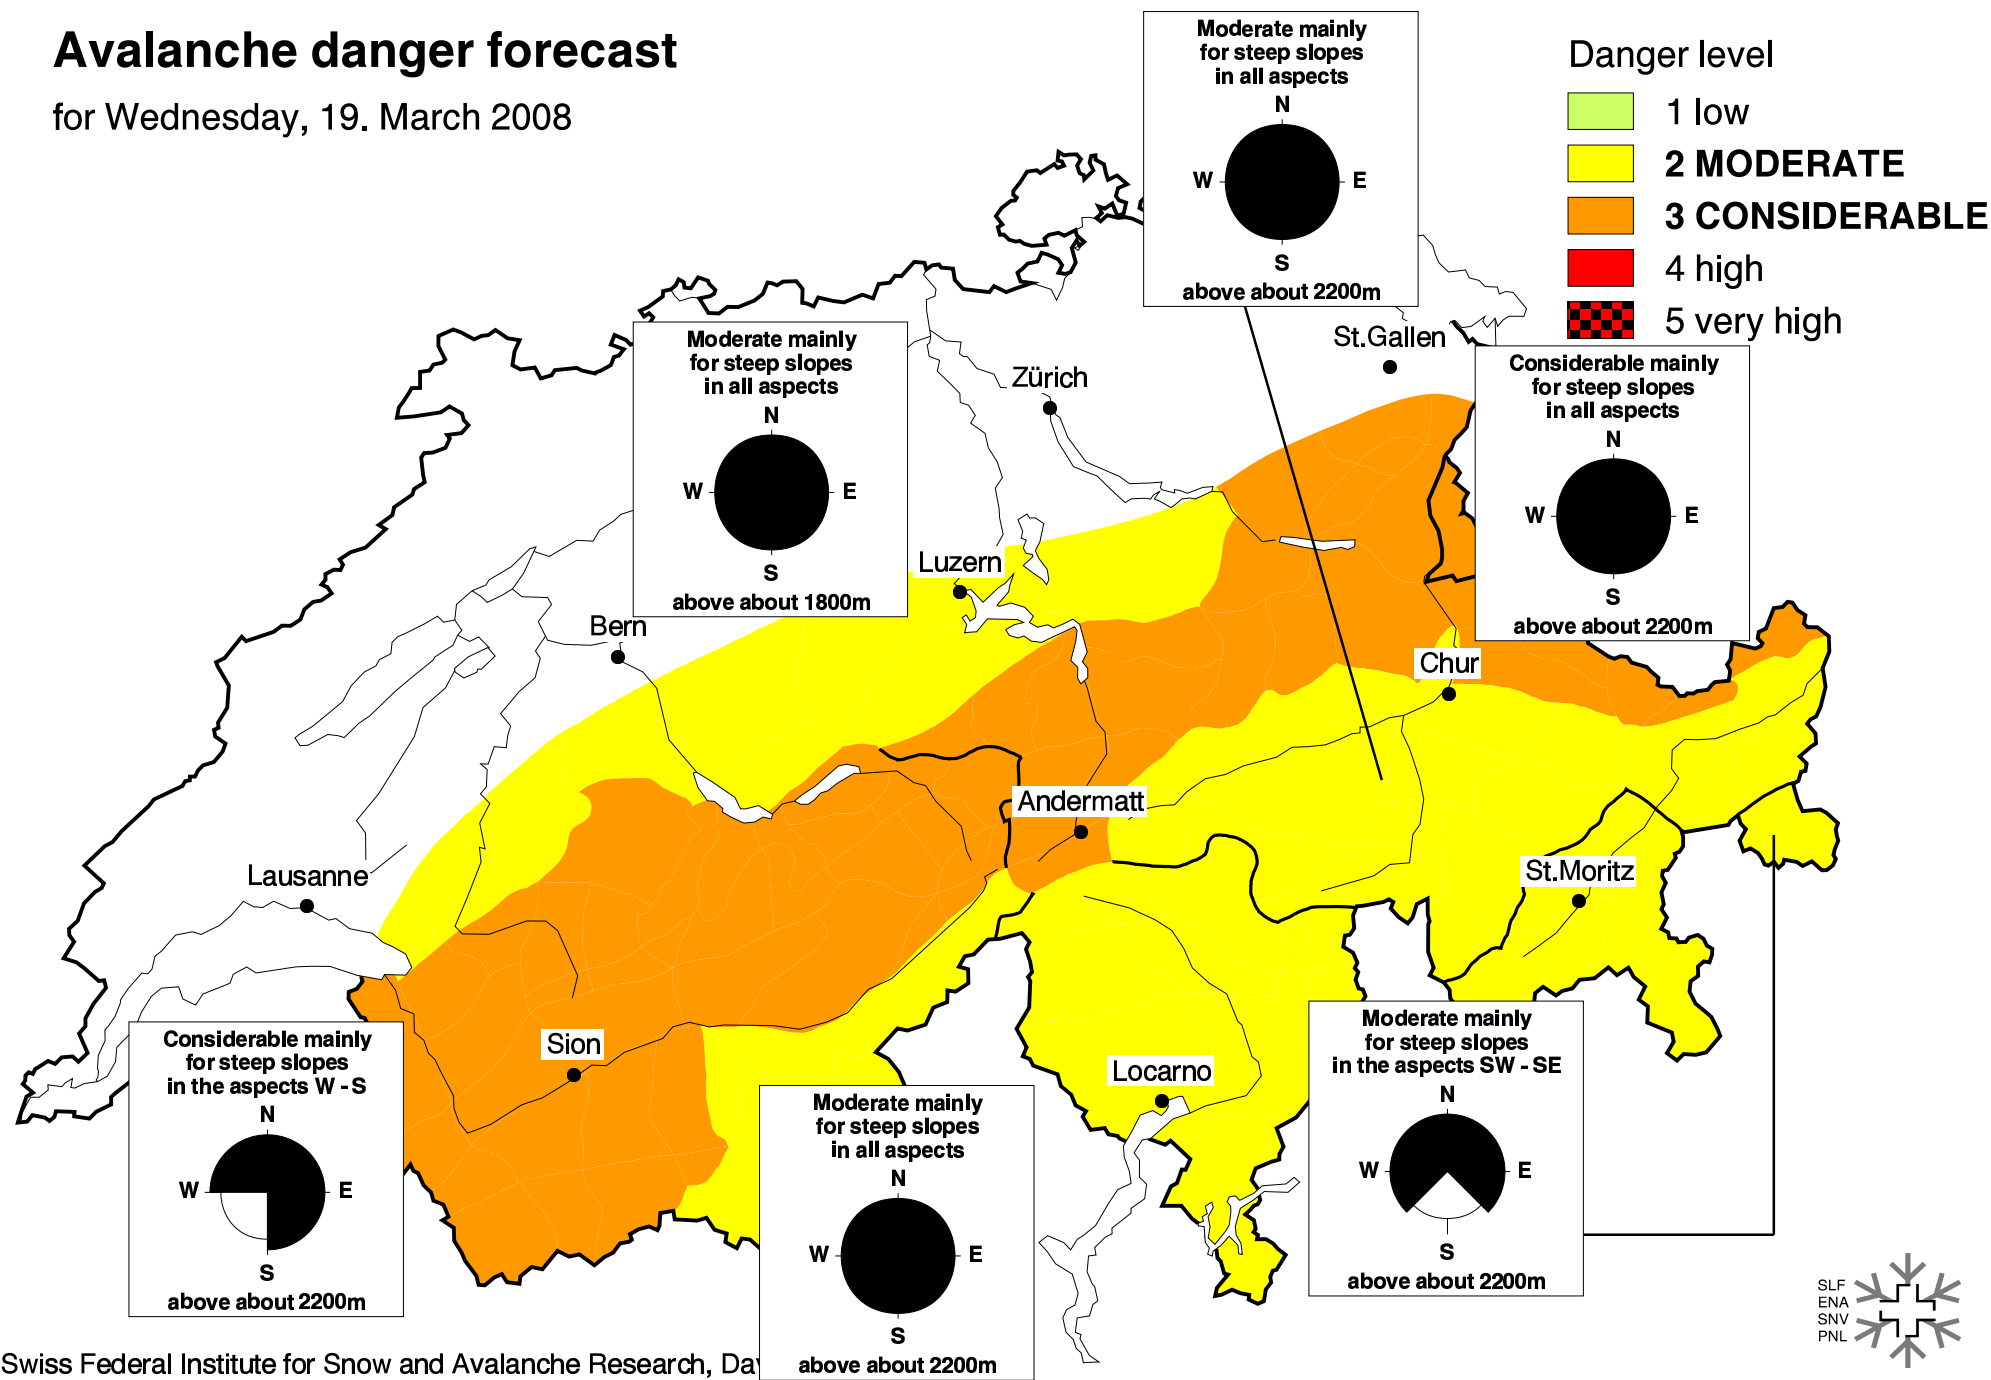 Avalanche danger forecast
for Wednesday, 19. March 2008
Danger level
1 low
2 MODERATE
3 CONSIDERABLE
4 high
5 very high
Moderate mainly
for steep slopes
in all aspects
N
W
E
S
above about 2200m
Moderate mainly
for steep slopes
in all aspects
N
W
E
S
above about 1800m
Considerable mainly
for steep slopes
in all aspects
N
W
E
S
above about 2200m
St.Gallen
Zürich
Luzern
Bern
Chur
Andermatt
St.Moritz
Lausanne
Sion
Locarno
Considerable mainly
for steep slopes
in the aspects W - S
N
W
E
S
above about 2200m
Moderate mainly
for steep slopes
in all aspects
N
W
E
S
above about 2200m
Moderate mainly
for steep slopes
in the aspects SW - SE
N
W
E
S
above about 2200m
SLF
ENA
SNV
PNL
Swiss Federal Institute for Snow and Avalanche Research,